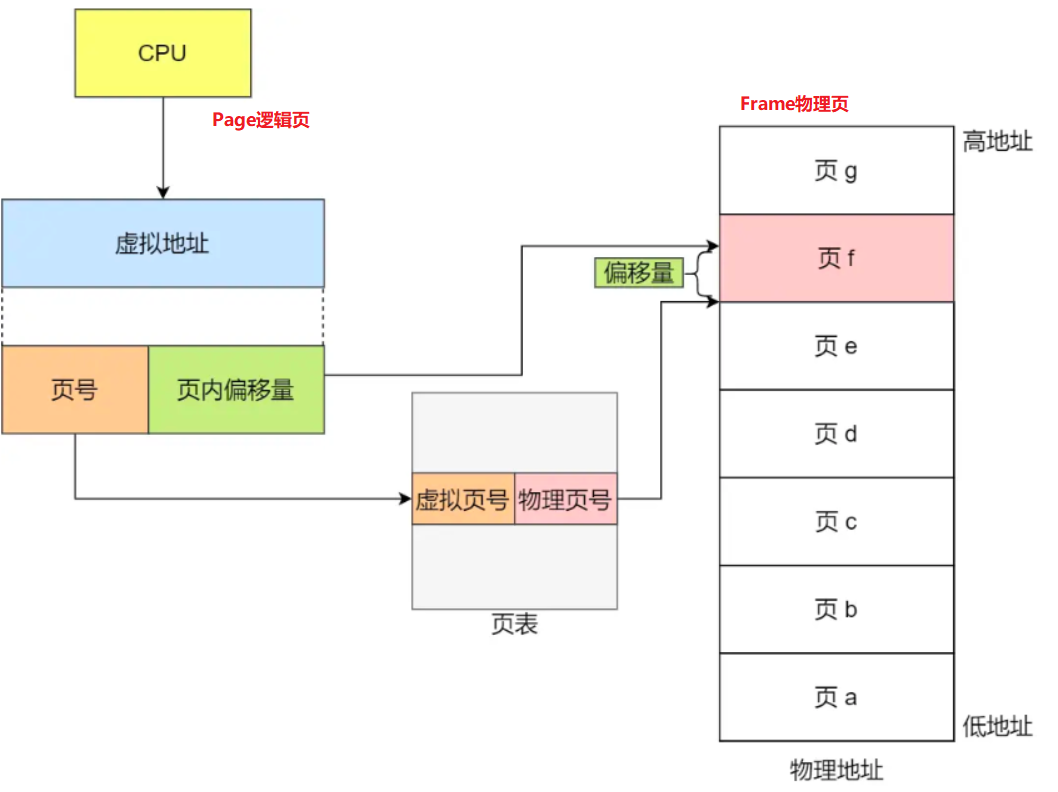 CPU
Page逻辑页
Frame物理页
高地址
页 g
虚拟地址
页 f
偏移量
页 e
页号
页内偏移量
页 d
虚拟页号
物理页号
页 c
页表
页 b
页 a
低地址
物理地址